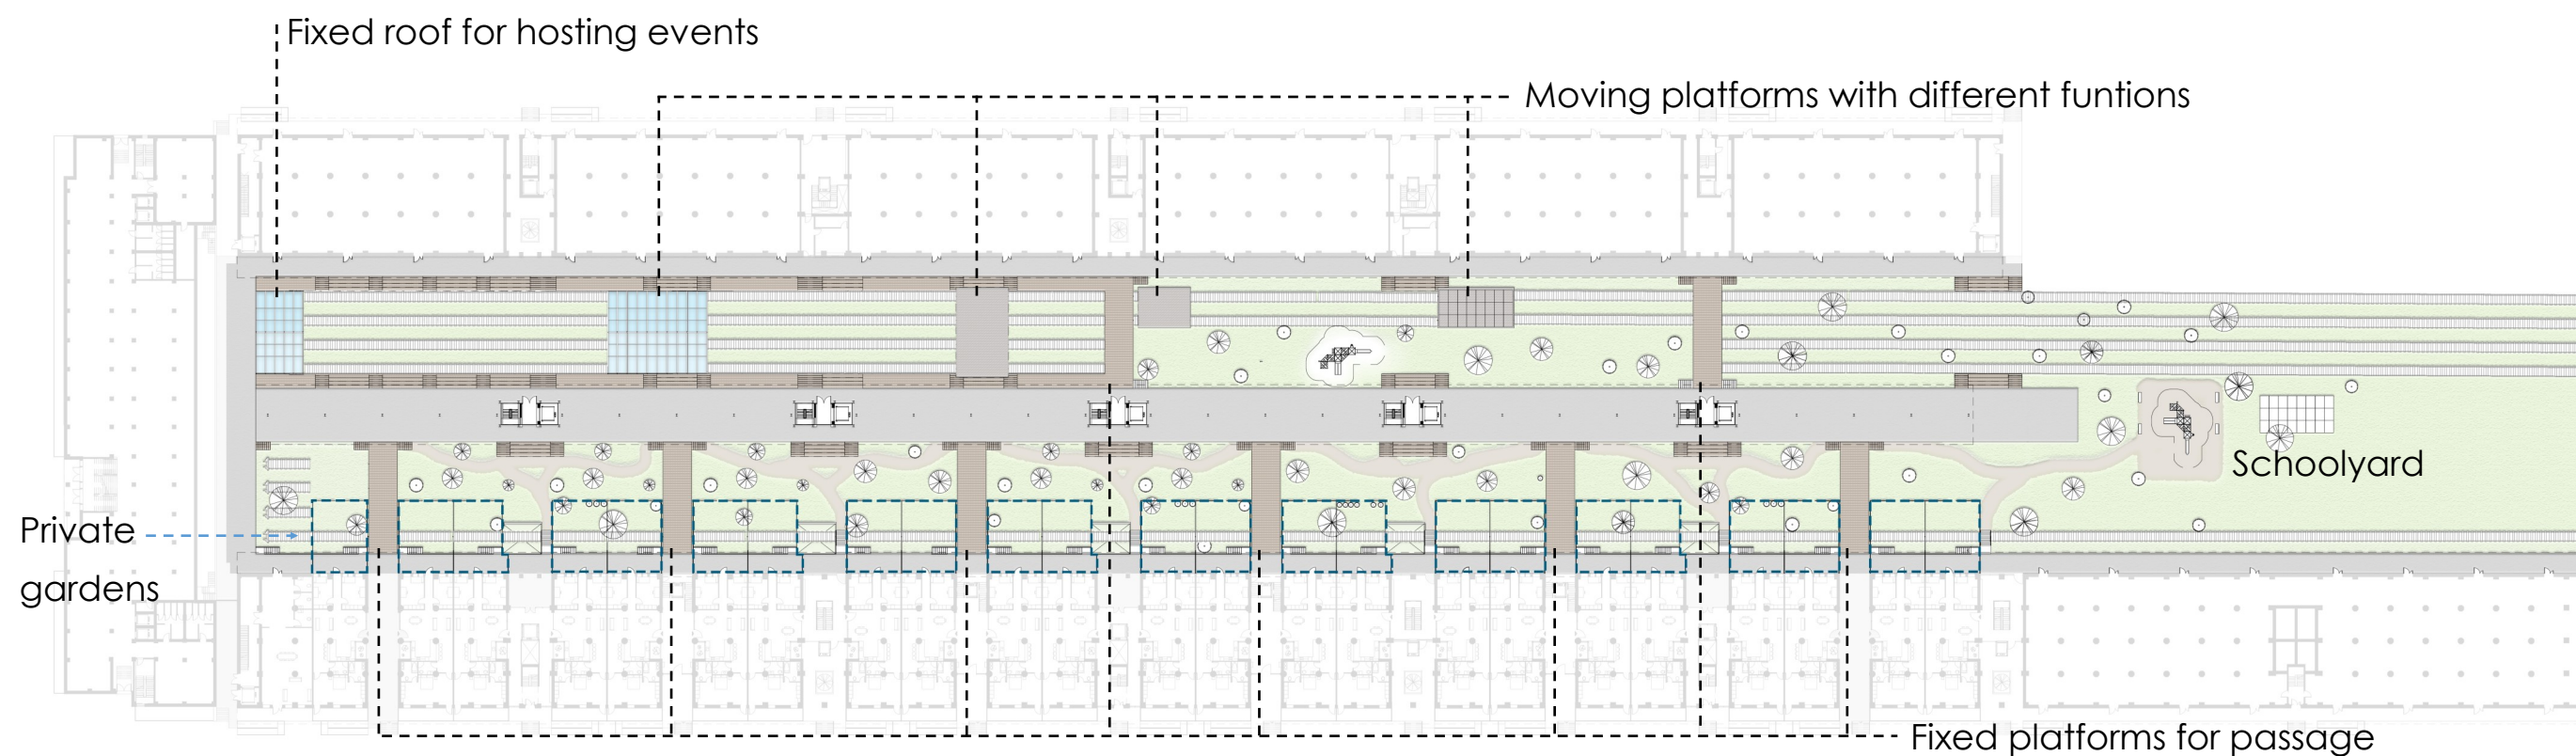 Fixed roof for hosting events
Moving platforms with different funtions
Schoolyard
Private
gardens
Fixed platforms for passage